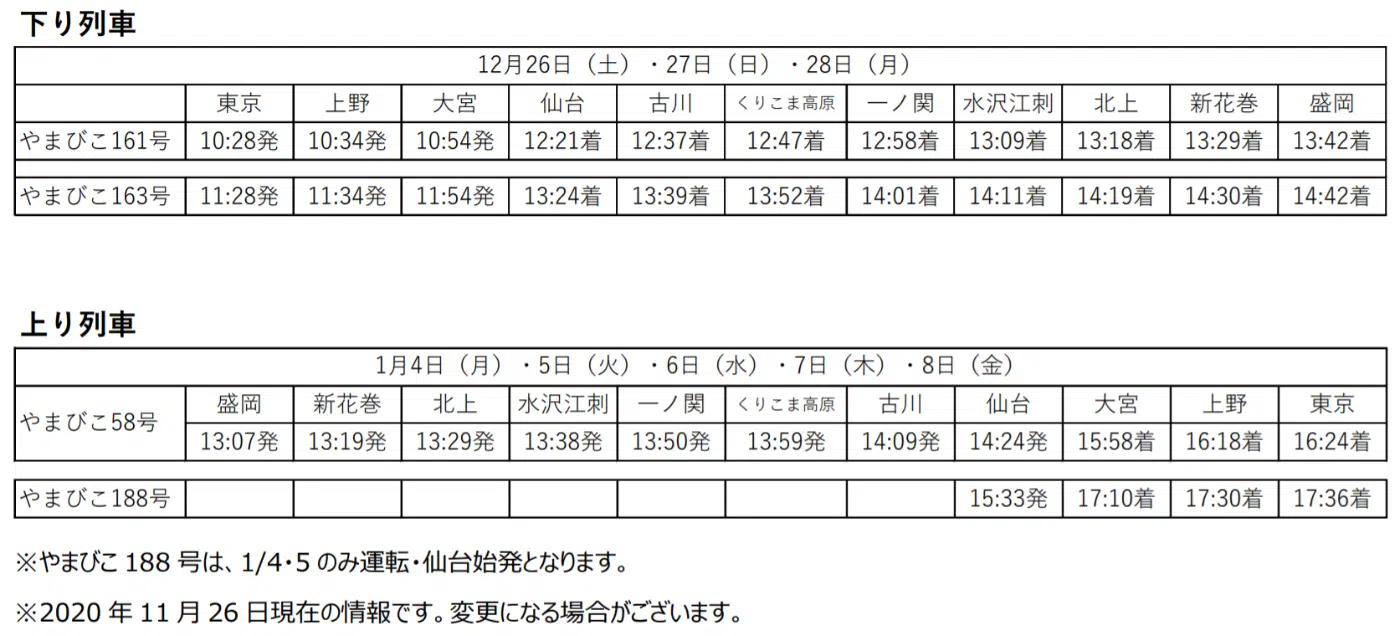 下り列車
12月26日（土）・27日（日）・28日（月）
東京 上野 大宮 仙台 古川 くりこま高原 一ノ関 水沢江刺 北上 新花巻 盛岡
やまびこ161号 10:28発 10:34発 10:54発 12:21着 12:37着 12:47着 12:58着 13:09着 13:18着 13:29着 13:42着
やまびこ163号 11:28発 11:34発 11:54発 13:24着 13:39着 13:52着 14:01着 14:11着 14:19着 14:30着 14:42着
上り列車
1月4日（月）・5日（火）・6日（水）・7日（木）・8日（金）
やまびこ58号
盛岡 新花巻 北上 水沢江刺 一ノ関 くりこま高原 古川 仙台 大宮 上野 東京
13:07発 13:19発 13:29発 13:38発 13:50発 13:59発 14:09発 14:24発 15:58着 16:18着 16:24着
やまびこ188号 15:33発 17:10着 17:30着 17:36着
※やまびこ 188 号は、1/4･5 のみ運転･仙台始発となります。
※2020 年 11 月 26 日現在の情報です。変更になる場合がございます。